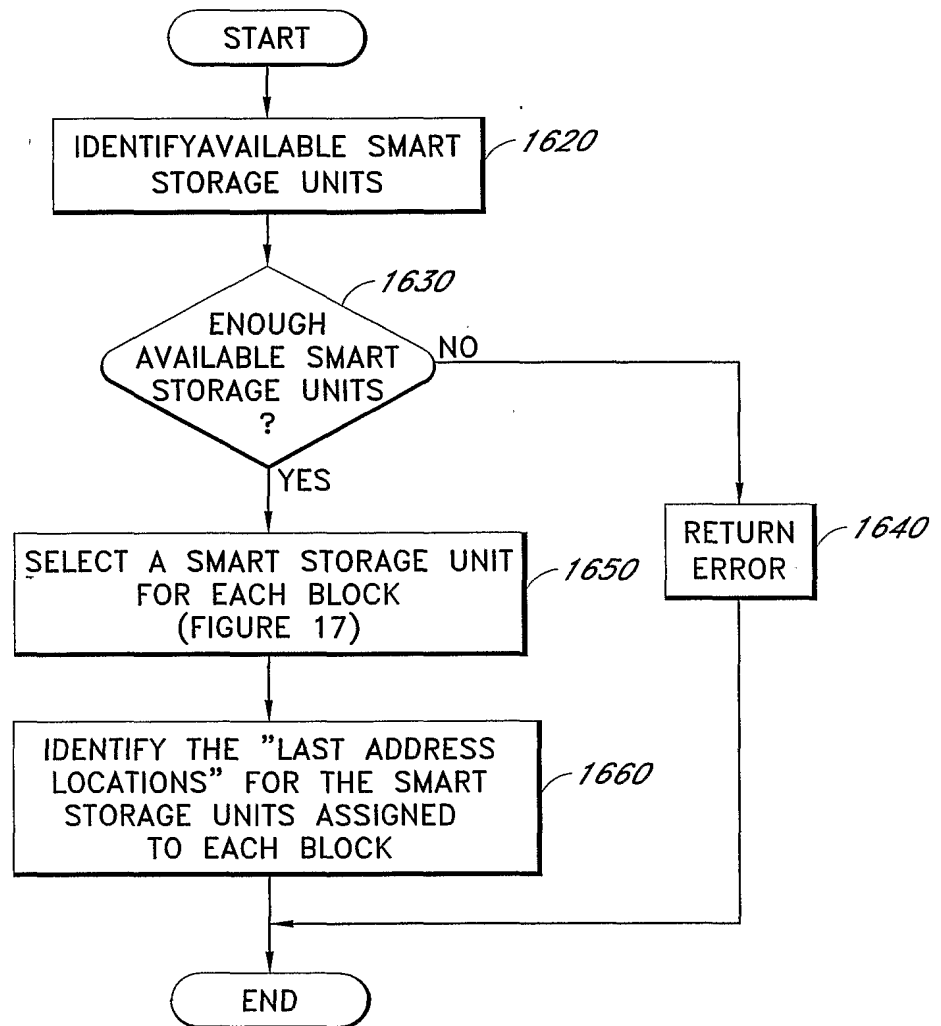 START
IDENTIFYAVAILABLE SMART
STORAGE UNITS
1620
1630
ENOUGH
AVAILABLE SMART
STORAGE UNITS
?
NO
YES
SELECT A SMART STORAGE UNIT
FOR EACH BLOCK
(FIGURE 17)
1650
RETURN
ERROR
1640
IDENTIFY THE "LAST ADDRESS
LOCATIONS" FOR THE SMART
STORAGE UNITS ASSIGNED
TO EACH BLOCK
1660
END